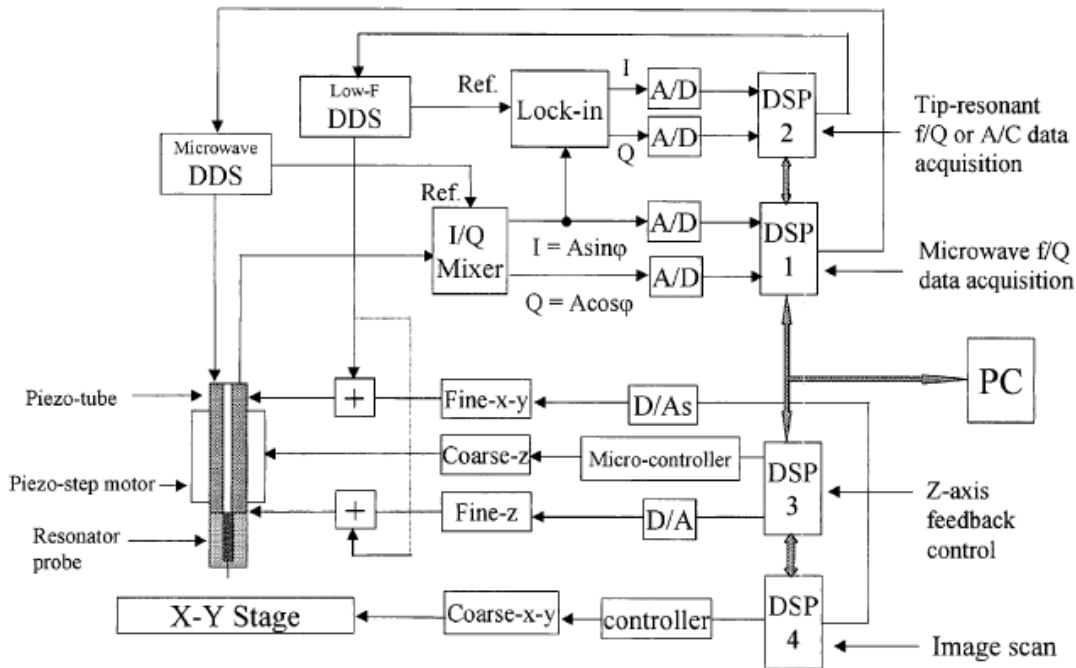 Low-F
DDS
Microwave
DDS
Ref.
Lock-in
I
Q
A/D
A/D
DSP
2
Tip-resonant
f/Q or A/C data
acquisition
Ref.
I/Q
Mixer
I = Asinφ
Q = Acosφ
A/D
A/D
DSP
1
Microwave f/Q
data acquisition
PC
Piezo-tube
+
Fine-x-y
D/As
Piezo-step motor
Coarse-z
Micro-controller
DSP
3
Z-axis
feedback
control
Resonator
probe
+
Fine-z
D/A
X-Y Stage
Coarse-x-y
controller
DSP
4
Image scan